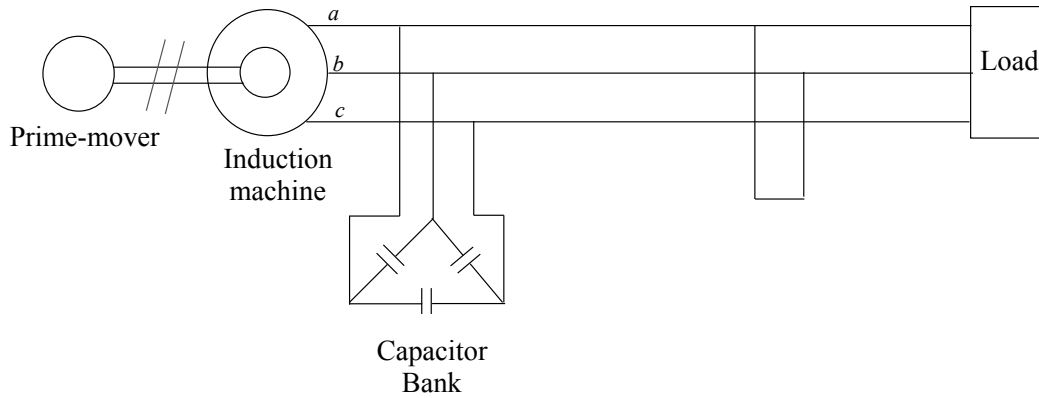 a
b
c
Load
Prime-mover
Induction
machine
Capacitor
Bank